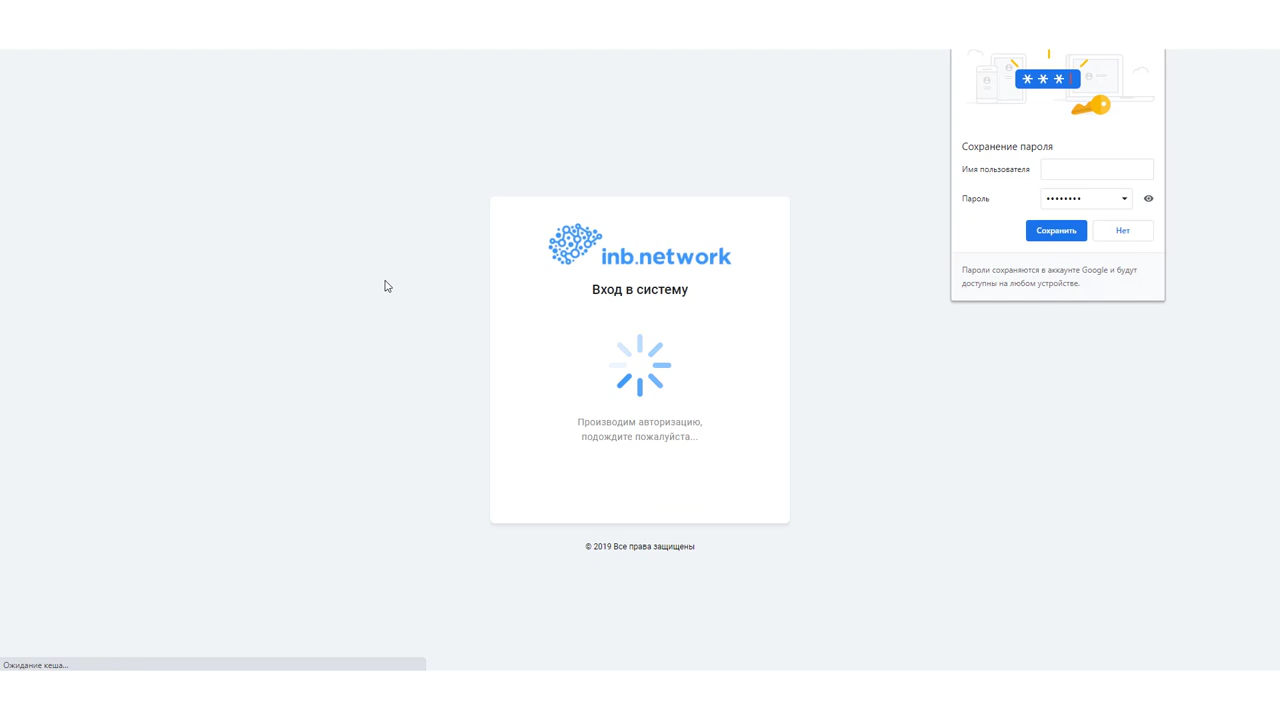 * * *
Сохранение пароля
Имя пользователя
Пароль ••••••••
Сохранить Нет
Пароли сохраняются в аккаунте Google и будут
доступны на любом устройстве.
inb.network
Вход в систему
Производим авторизацию,
подождите пожалуйста...
© 2019 Все права защищены
Ожидание кеша...